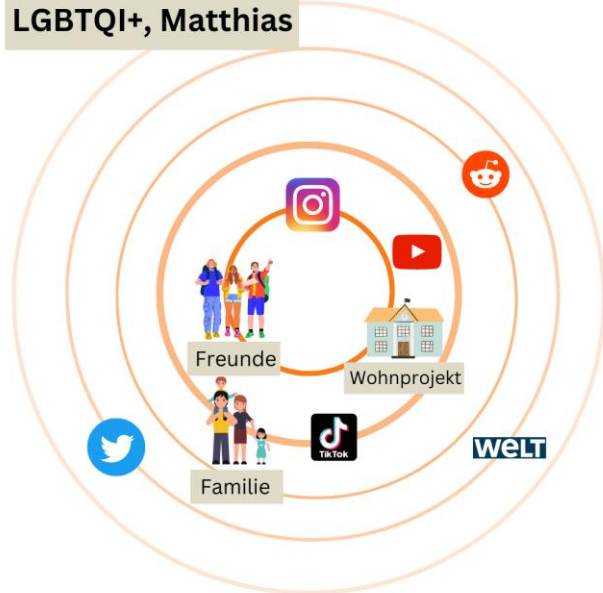 LGBTQI+, Matthias
Freunde
Wohnprojekt
Familie
TikTok
WELT